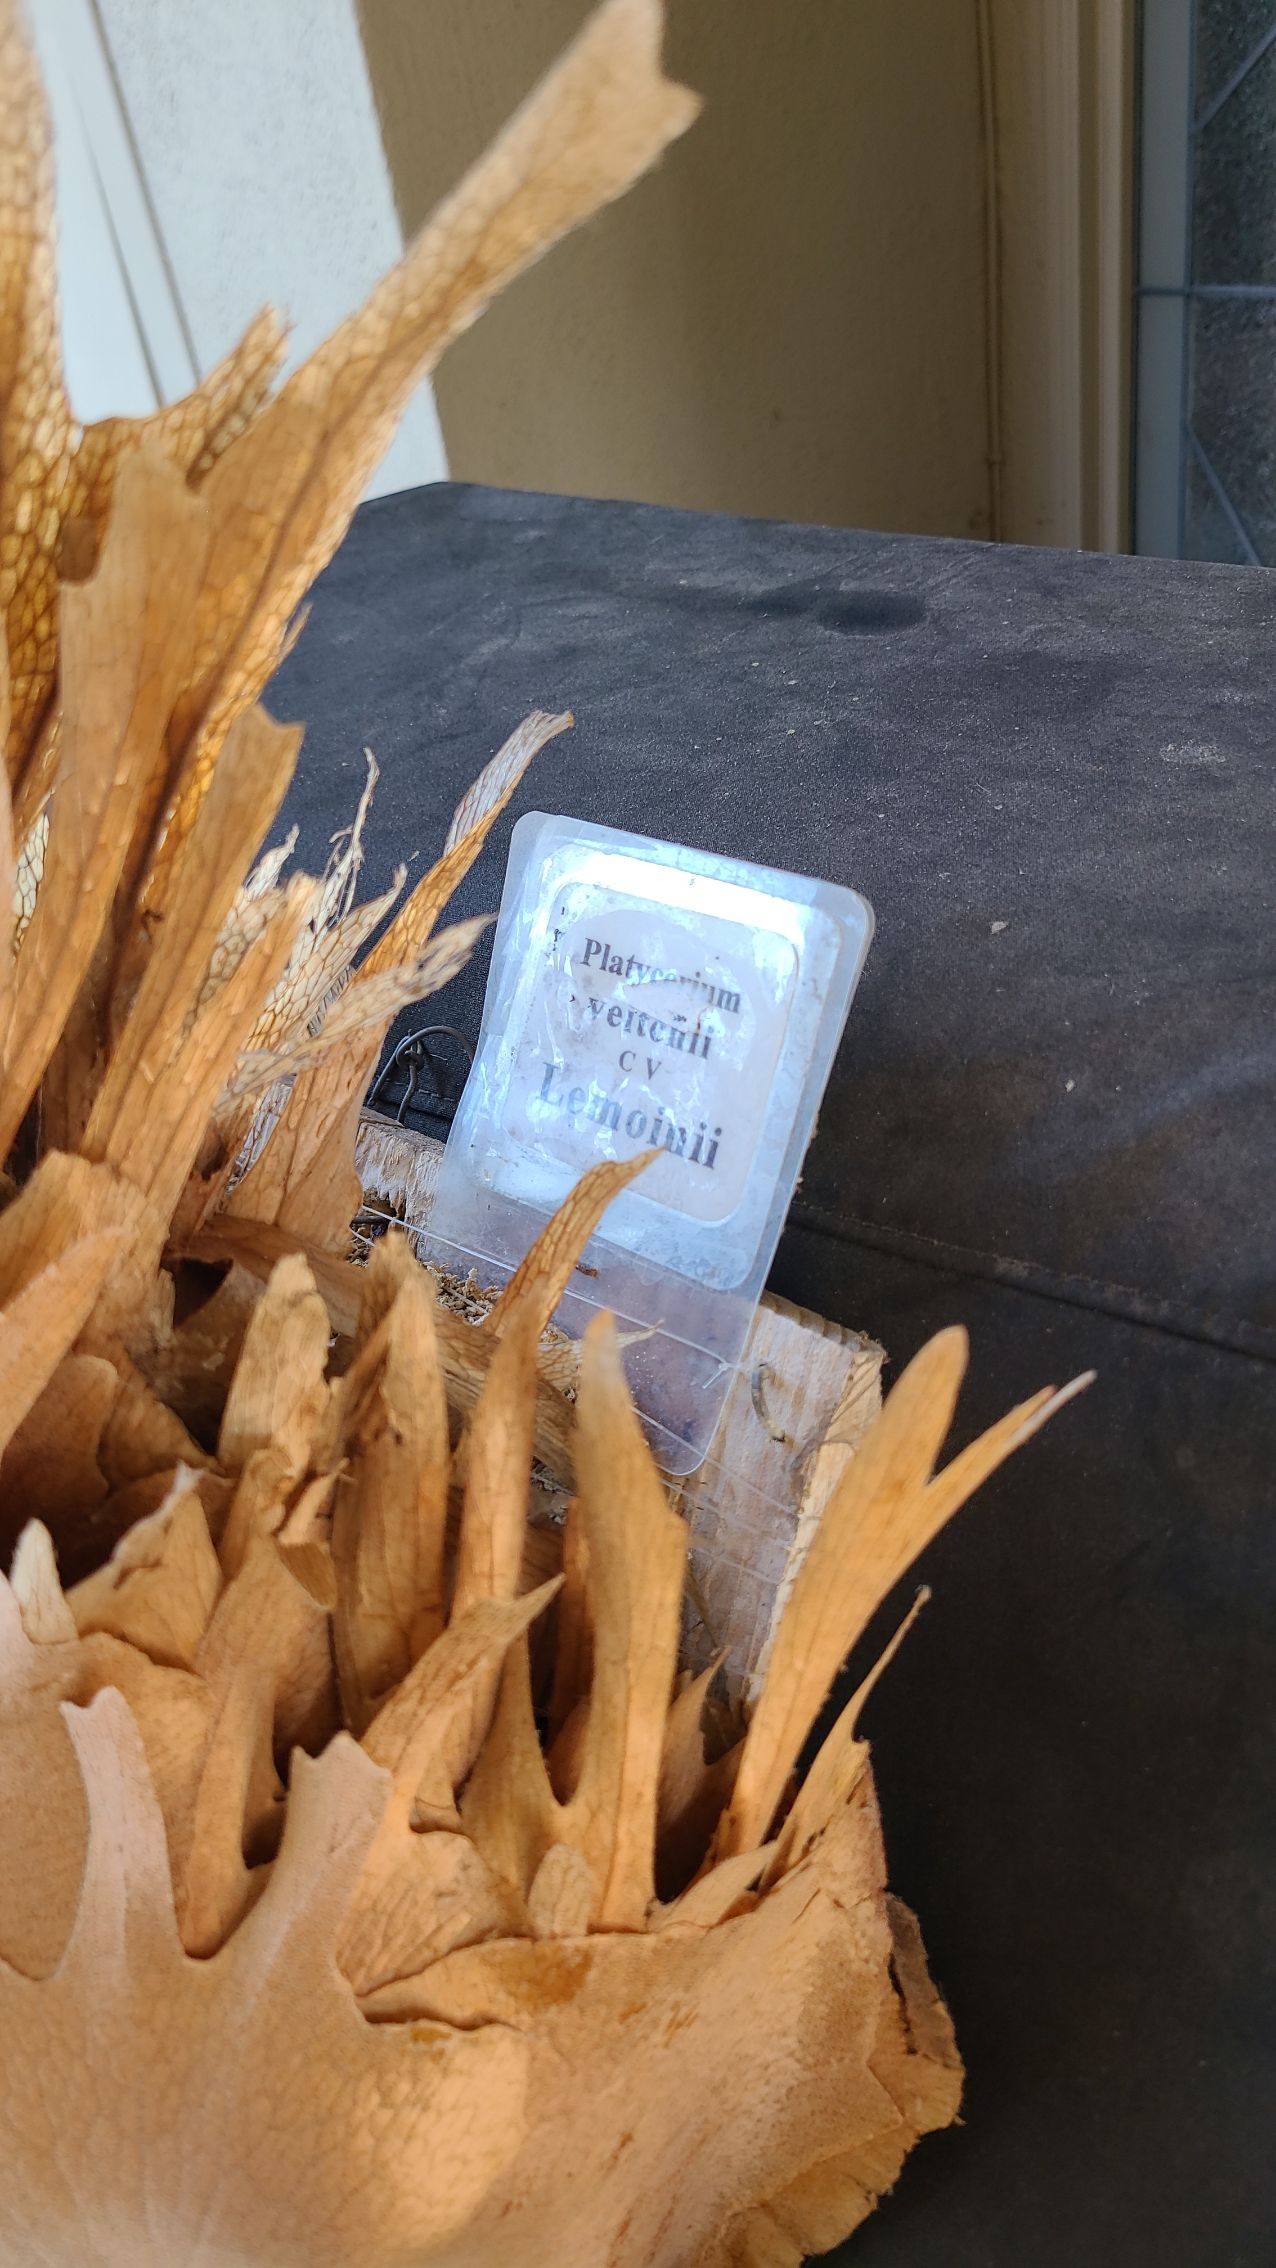 Platycerium
veitchii
C V
Lemoinii